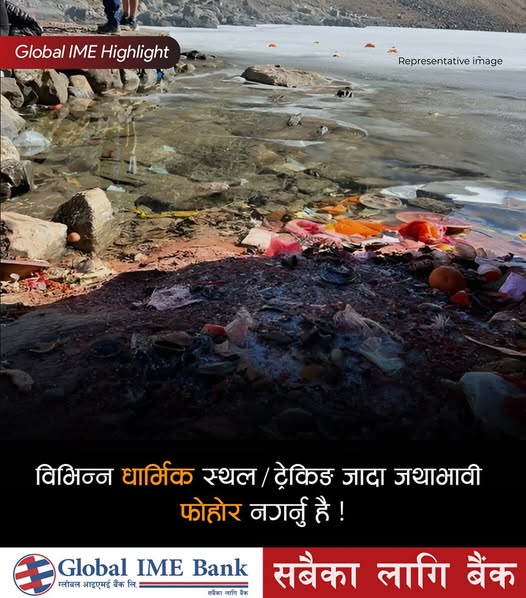 Global IME Highlight
Representative image
विभिन्न धार्मिक स्थल / ट्रेकिङ जादा जथाभावी
फोहोर नगर्नु है !
Global IME Bank
ग्लोबल आइएमई बैंक लि.
सबैका लागि बैंक
सबैका लागि बैंक